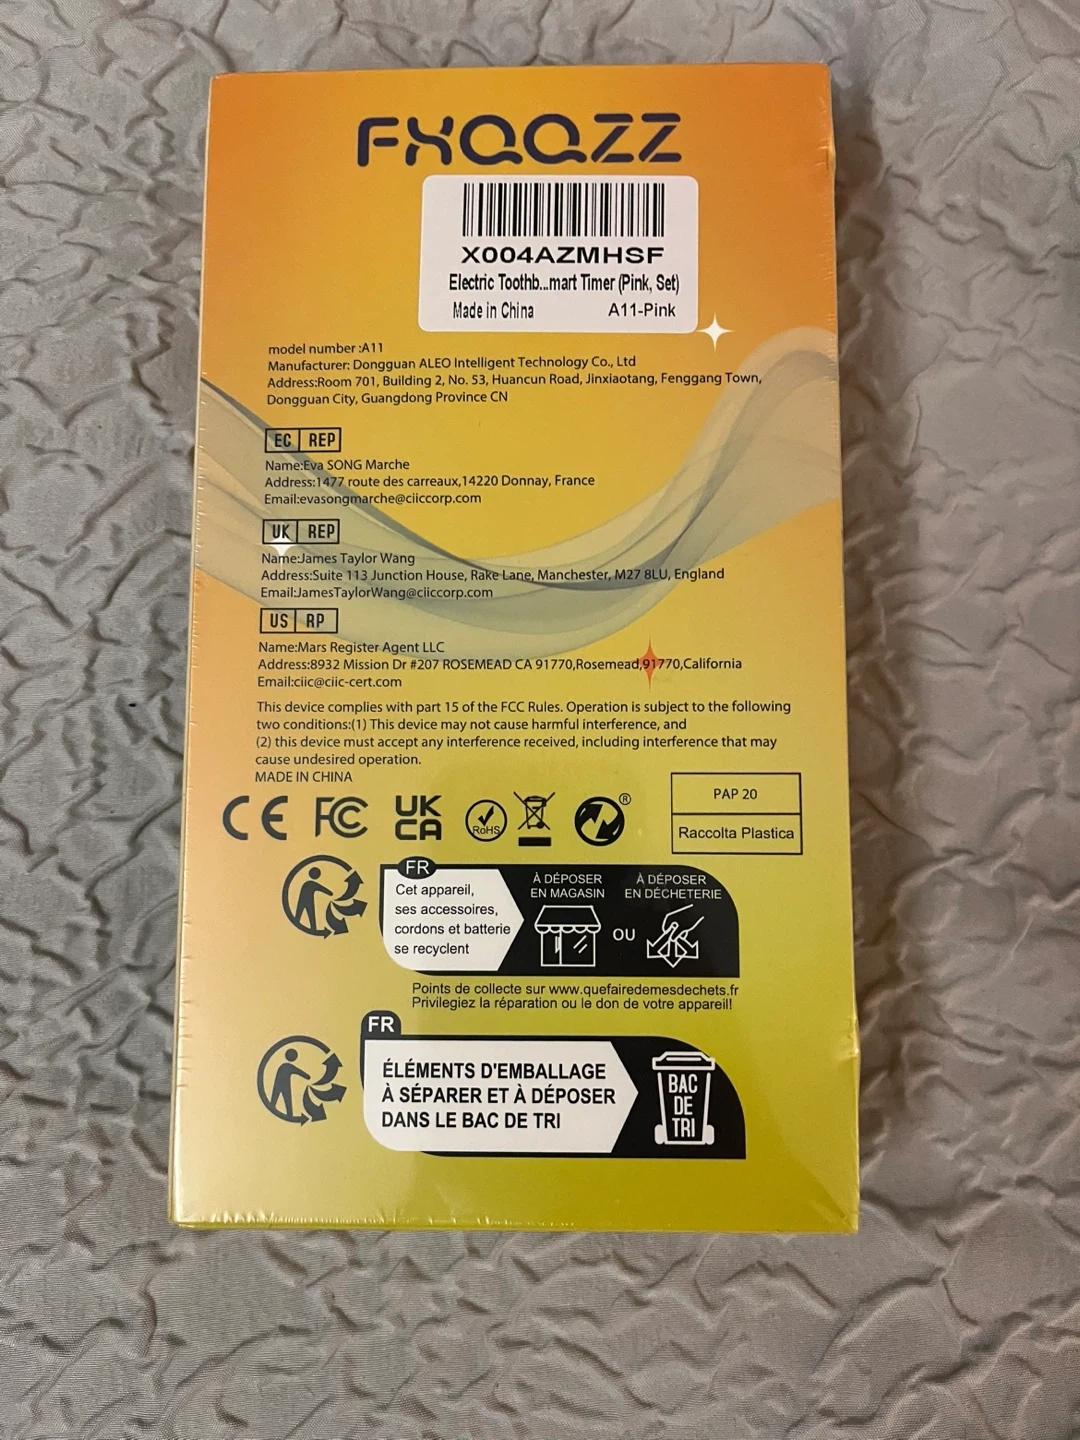 FXQQZZ
X004AZMHSF
Electric Toothb...mart Timer (Pink, Set)
Made in China A11-Pink
model number :A11
Manufacturer: Dongguan ALEO Intelligent Technology Co., Ltd
Address:Room 701, Building 2, No. 53, Huancun Road, Jinxiaotang, Fenggang Town,
Dongguan City, Guangdong Province CN
EC REP
Name:Eva SONG Marche
Address:1477 route des carreaux,14220 Donnay, France
Email:evasongmarche@ciiccorp.com
UK REP
Name:James Taylor Wang
Address:Suite 113 Junction House, Rake Lane, Manchester, M27 8LU, England
Email:JamesTaylorWang@ciiccorp.com
US RP
Name:Mars Register Agent LLC
Address:8932 Mission Dr #207 ROSEMEAD CA 91770,Rosemead,91770,California
Email:ciic@ciic-cert.com
This device complies with part 15 of the FCC Rules. Operation is subject to the following
two conditions:(1) This device may not cause harmful interference, and
(2) this device must accept any interference received, including interference that may
cause undesired operation.
MADE IN CHINA
CE FC UK
CA RoHS ®
PAP 20
Raccolta Plastica
FR
Cet appareil,
ses accessoires,
cordons et batterie
se recyclent
À DÉPOSER
EN MAGASIN
OU
À DÉPOSER
EN DÉCHETERIE
Points de collecte sur www.quefairedemesdechets.fr
Privilegiez la réparation ou le don de votre appareil!
FR
ÉLÉMENTS D'EMBALLAGE
À SÉPARER ET À DÉPOSER
DANS LE BAC DE TRI
BAC
DE
TRI